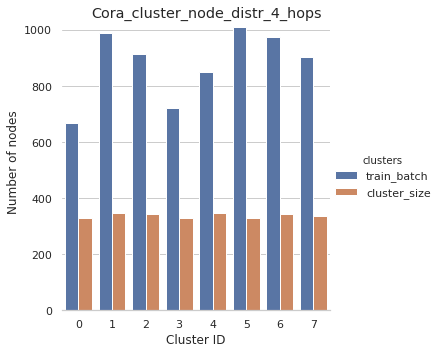 Cora_cluster_node_distr_4_hops
Number of nodes
1000
800
600
400
200
0
0 1 2 3 4 5 6 7
Cluster ID
clusters
train_batch
cluster_size